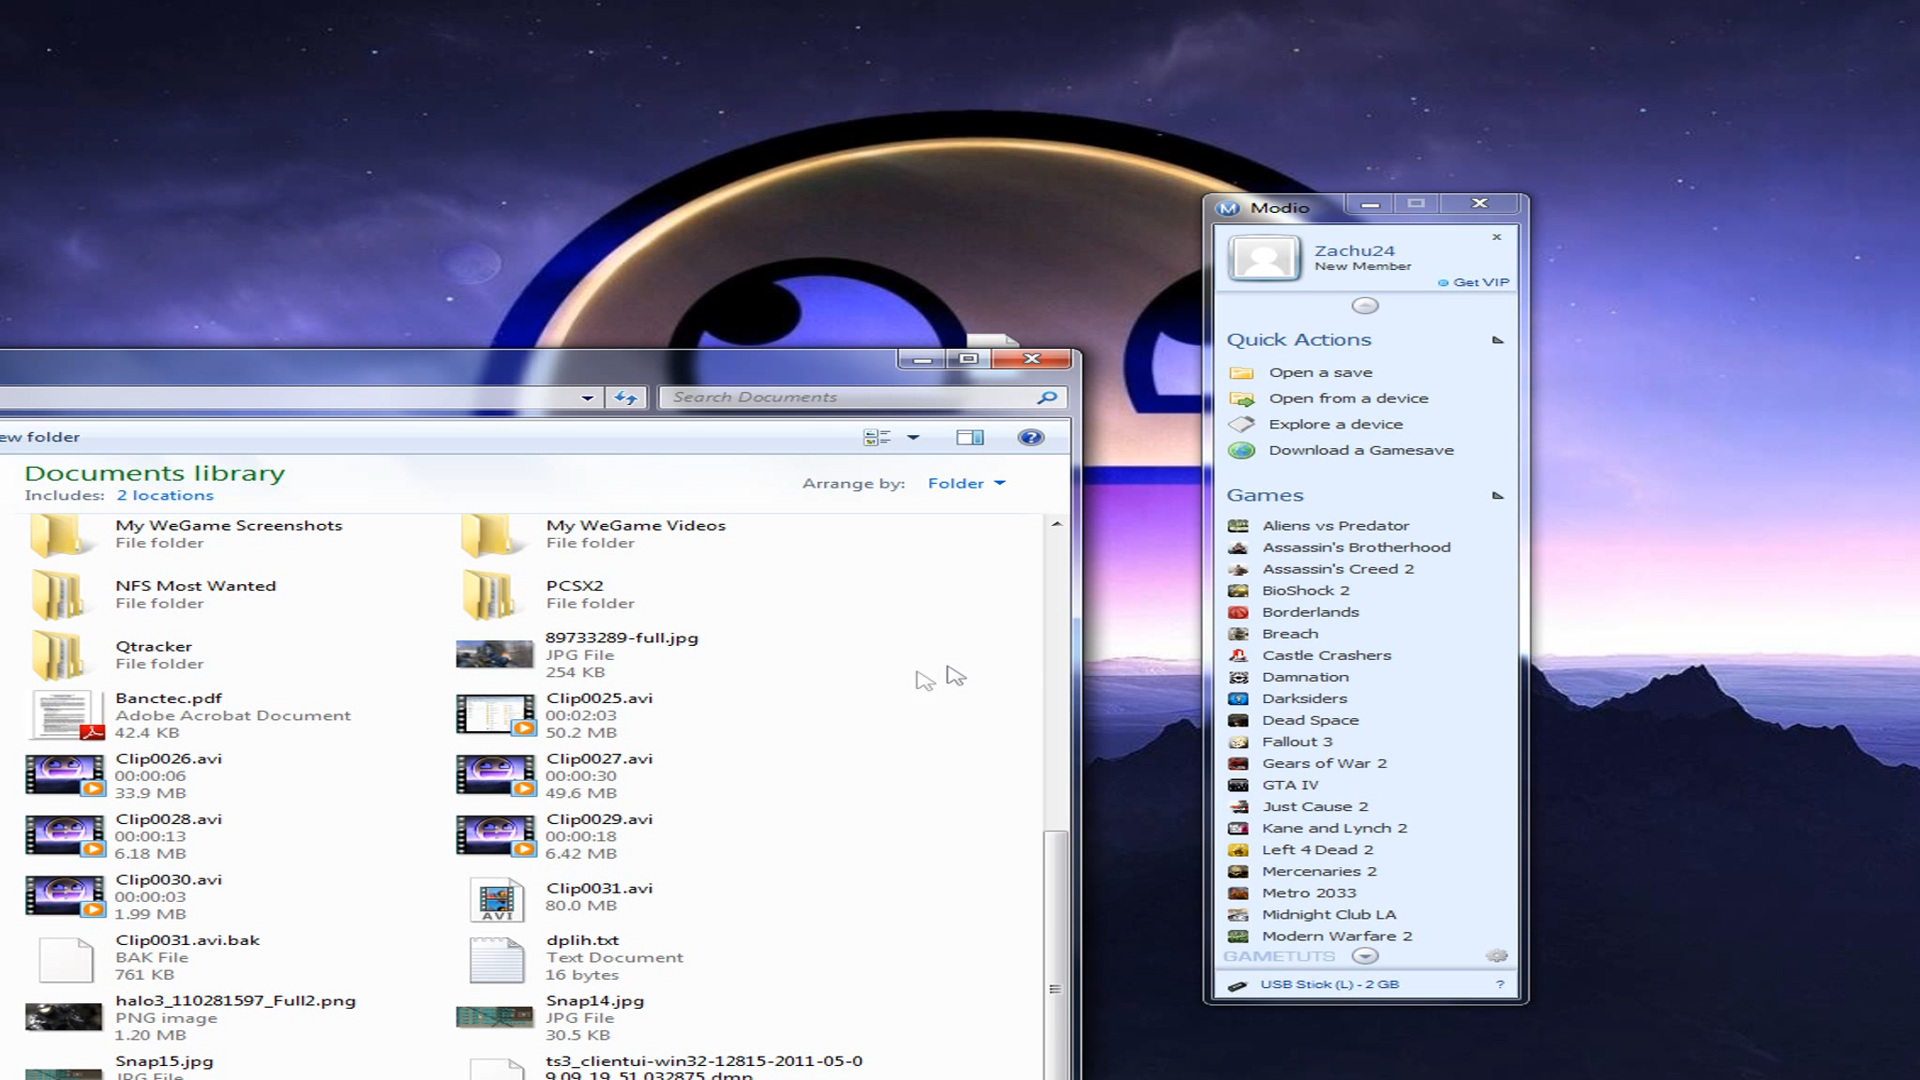 Modio
Zachu24
New Member
Get VIP
Quick Actions
Open a save
Open from a device
Explore a device
Download a Gamesave
Games
Aliens vs Predator
Assassin's Brotherhood
Assassin's Creed 2
BioShock 2
Borderlands
Breach
Castle Crashers
Damnation
Darksiders
Dead Space
Fallout 3
Gears of War 2
GTA IV
Just Cause 2
Kane and Lynch 2
Left 4 Dead 2
Mercenaries 2
Metro 2033
Midnight Club LA
Modern Warfare 2
GAMETUTS
USB Stick (L) - 2 GB ?
Search Documents
ew folder
Documents library
Includes: 2 locations
Arrange by: Folder
My WeGame Screenshots
File folder
My WeGame Videos
File folder
NFS Most Wanted
File folder
PCSX2
File folder
Qtracker
File folder
89733289-full.jpg
JPG File
254 KB
Banctec.pdf
Adobe Acrobat Document
42.4 KB
Clip0025.avi
00:02:03
50.2 MB
Clip0026.avi
00:00:06
33.9 MB
Clip0027.avi
00:00:30
49.6 MB
Clip0028.avi
00:00:13
6.18 MB
Clip0029.avi
00:00:18
6.42 MB
Clip0030.avi
00:00:03
1.99 MB
AVI
Clip0031.avi
80.0 MB
Clip0031.avi.bak
BAK File
761 KB
dplih.txt
Text Document
16 bytes
halo3_110281597_Full2.png
PNG image
1.20 MB
Snap14.jpg
JPG File
30.5 KB
Snap15.jpg
JPG File
ts3_clientui-win32-12815-2011-05-0
9 09_19_51.032875.dmp